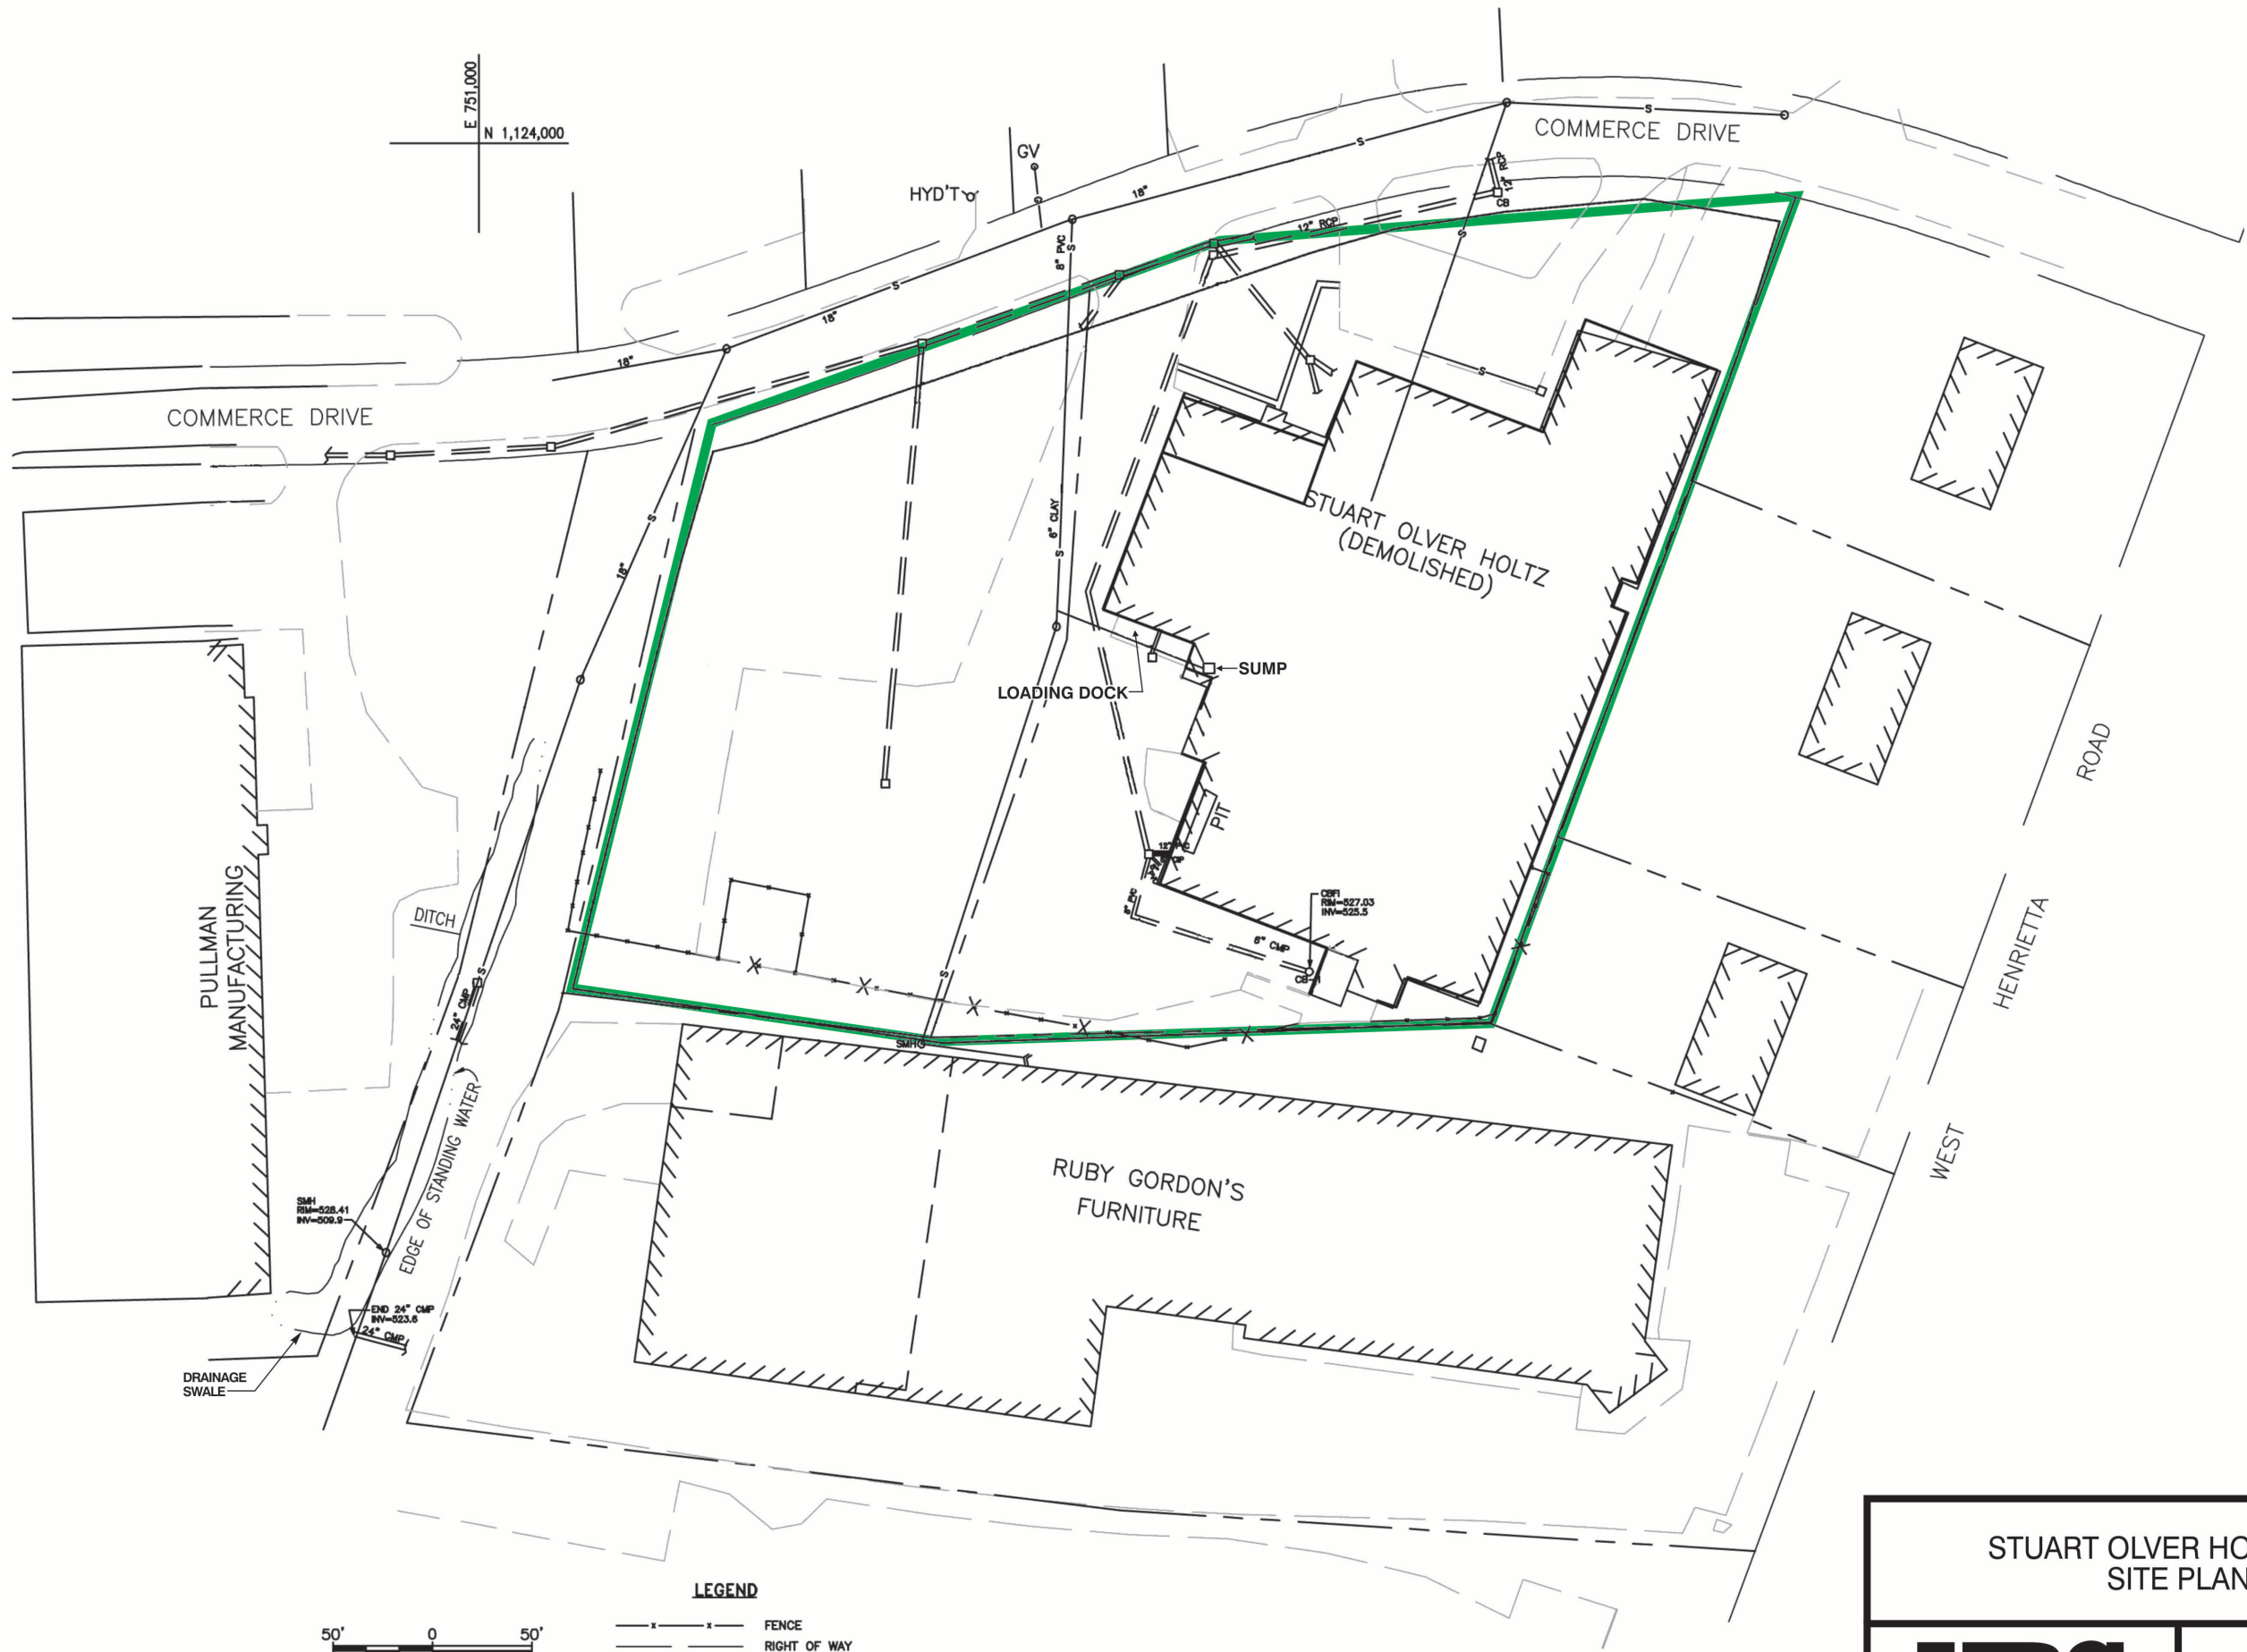 E 751,000
N 1,124,000
GV
HYD'T
COMMERCE DRIVE
S
S
18"
12" RCP
CB
12" RCP
8" PVC
S
S
S
18"
18"
S
COMMERCE DRIVE
S
18"
6" CLAY
S
STUART OLVER HOLTZ
(DEMOLISHED)
SUMP
LOADING DOCK
PIT
ROAD
HENRIETTA
WEST
PULLMAN
MANUFACTURING
DITCH
S
24" CMP
EDGE OF STANDING WATER
8" PVC
6" CMP
CBFI
RIM=527.03
INV=525.5
CB-1
S
SMH
RUBY GORDON'S
FURNITURE
SMH
RIM=528.41
INV=509.9
END 24" CMP
INV=523.6
24" CMP
DRAINAGE
SWALE
LEGEND
FENCE
RIGHT OF WAY
50' 0 50'
STUART OLVER HO
SITE PLAN